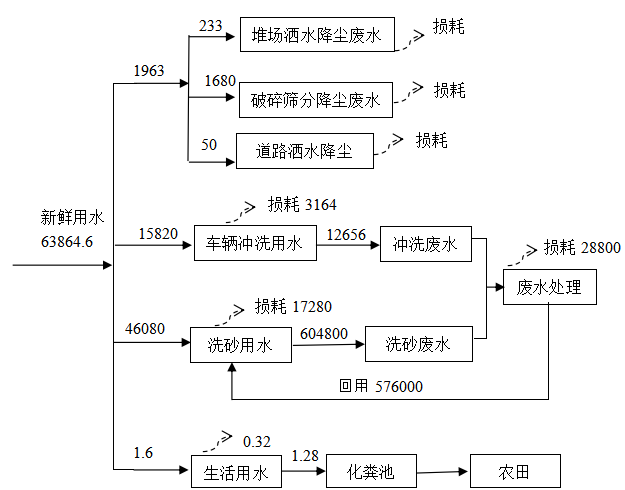 233
堆场洒水降尘废水
损耗
1963
1680
破碎筛分降尘废水
损耗
50
道路洒水降尘
损耗
新鲜用水
63864.6
损耗 3164
15820
车辆冲洗用水
12656
冲洗废水
损耗 28800
废水处理
损耗 17280
46080
洗砂用水
604800
洗砂废水
回用 576000
0.32
1.6
生活用水
1.28
化粪池
农田